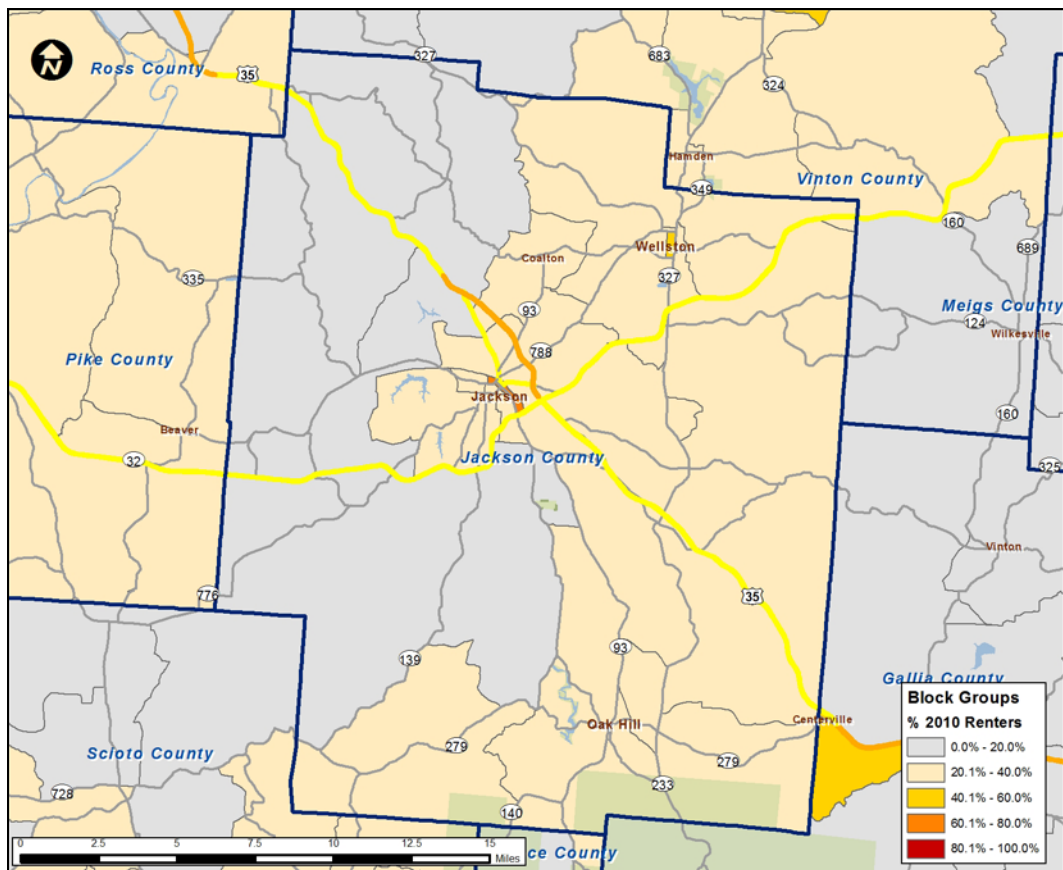 327
683
N
Ross County
35
324
Hamden
349
Vinton County
160
Wellston
Coalton
689
335
327
Meigs County
93
124
Wilkesville
788
Pike County
Jackson
160
Beaver
32
Jackson County
325
Vinton
776
35
93
139
Gallia County
Oak Hill
Centerville
279
279
Scioto County
233
728
140
ce County
Block Groups
% 2010 Renters
0.0% - 20.0%
20.1% - 40.0%
40.1% - 60.0%
60.1% - 80.0%
80.1% - 100.0%
0 2.5 5 7.5 10 12.5 15
Miles